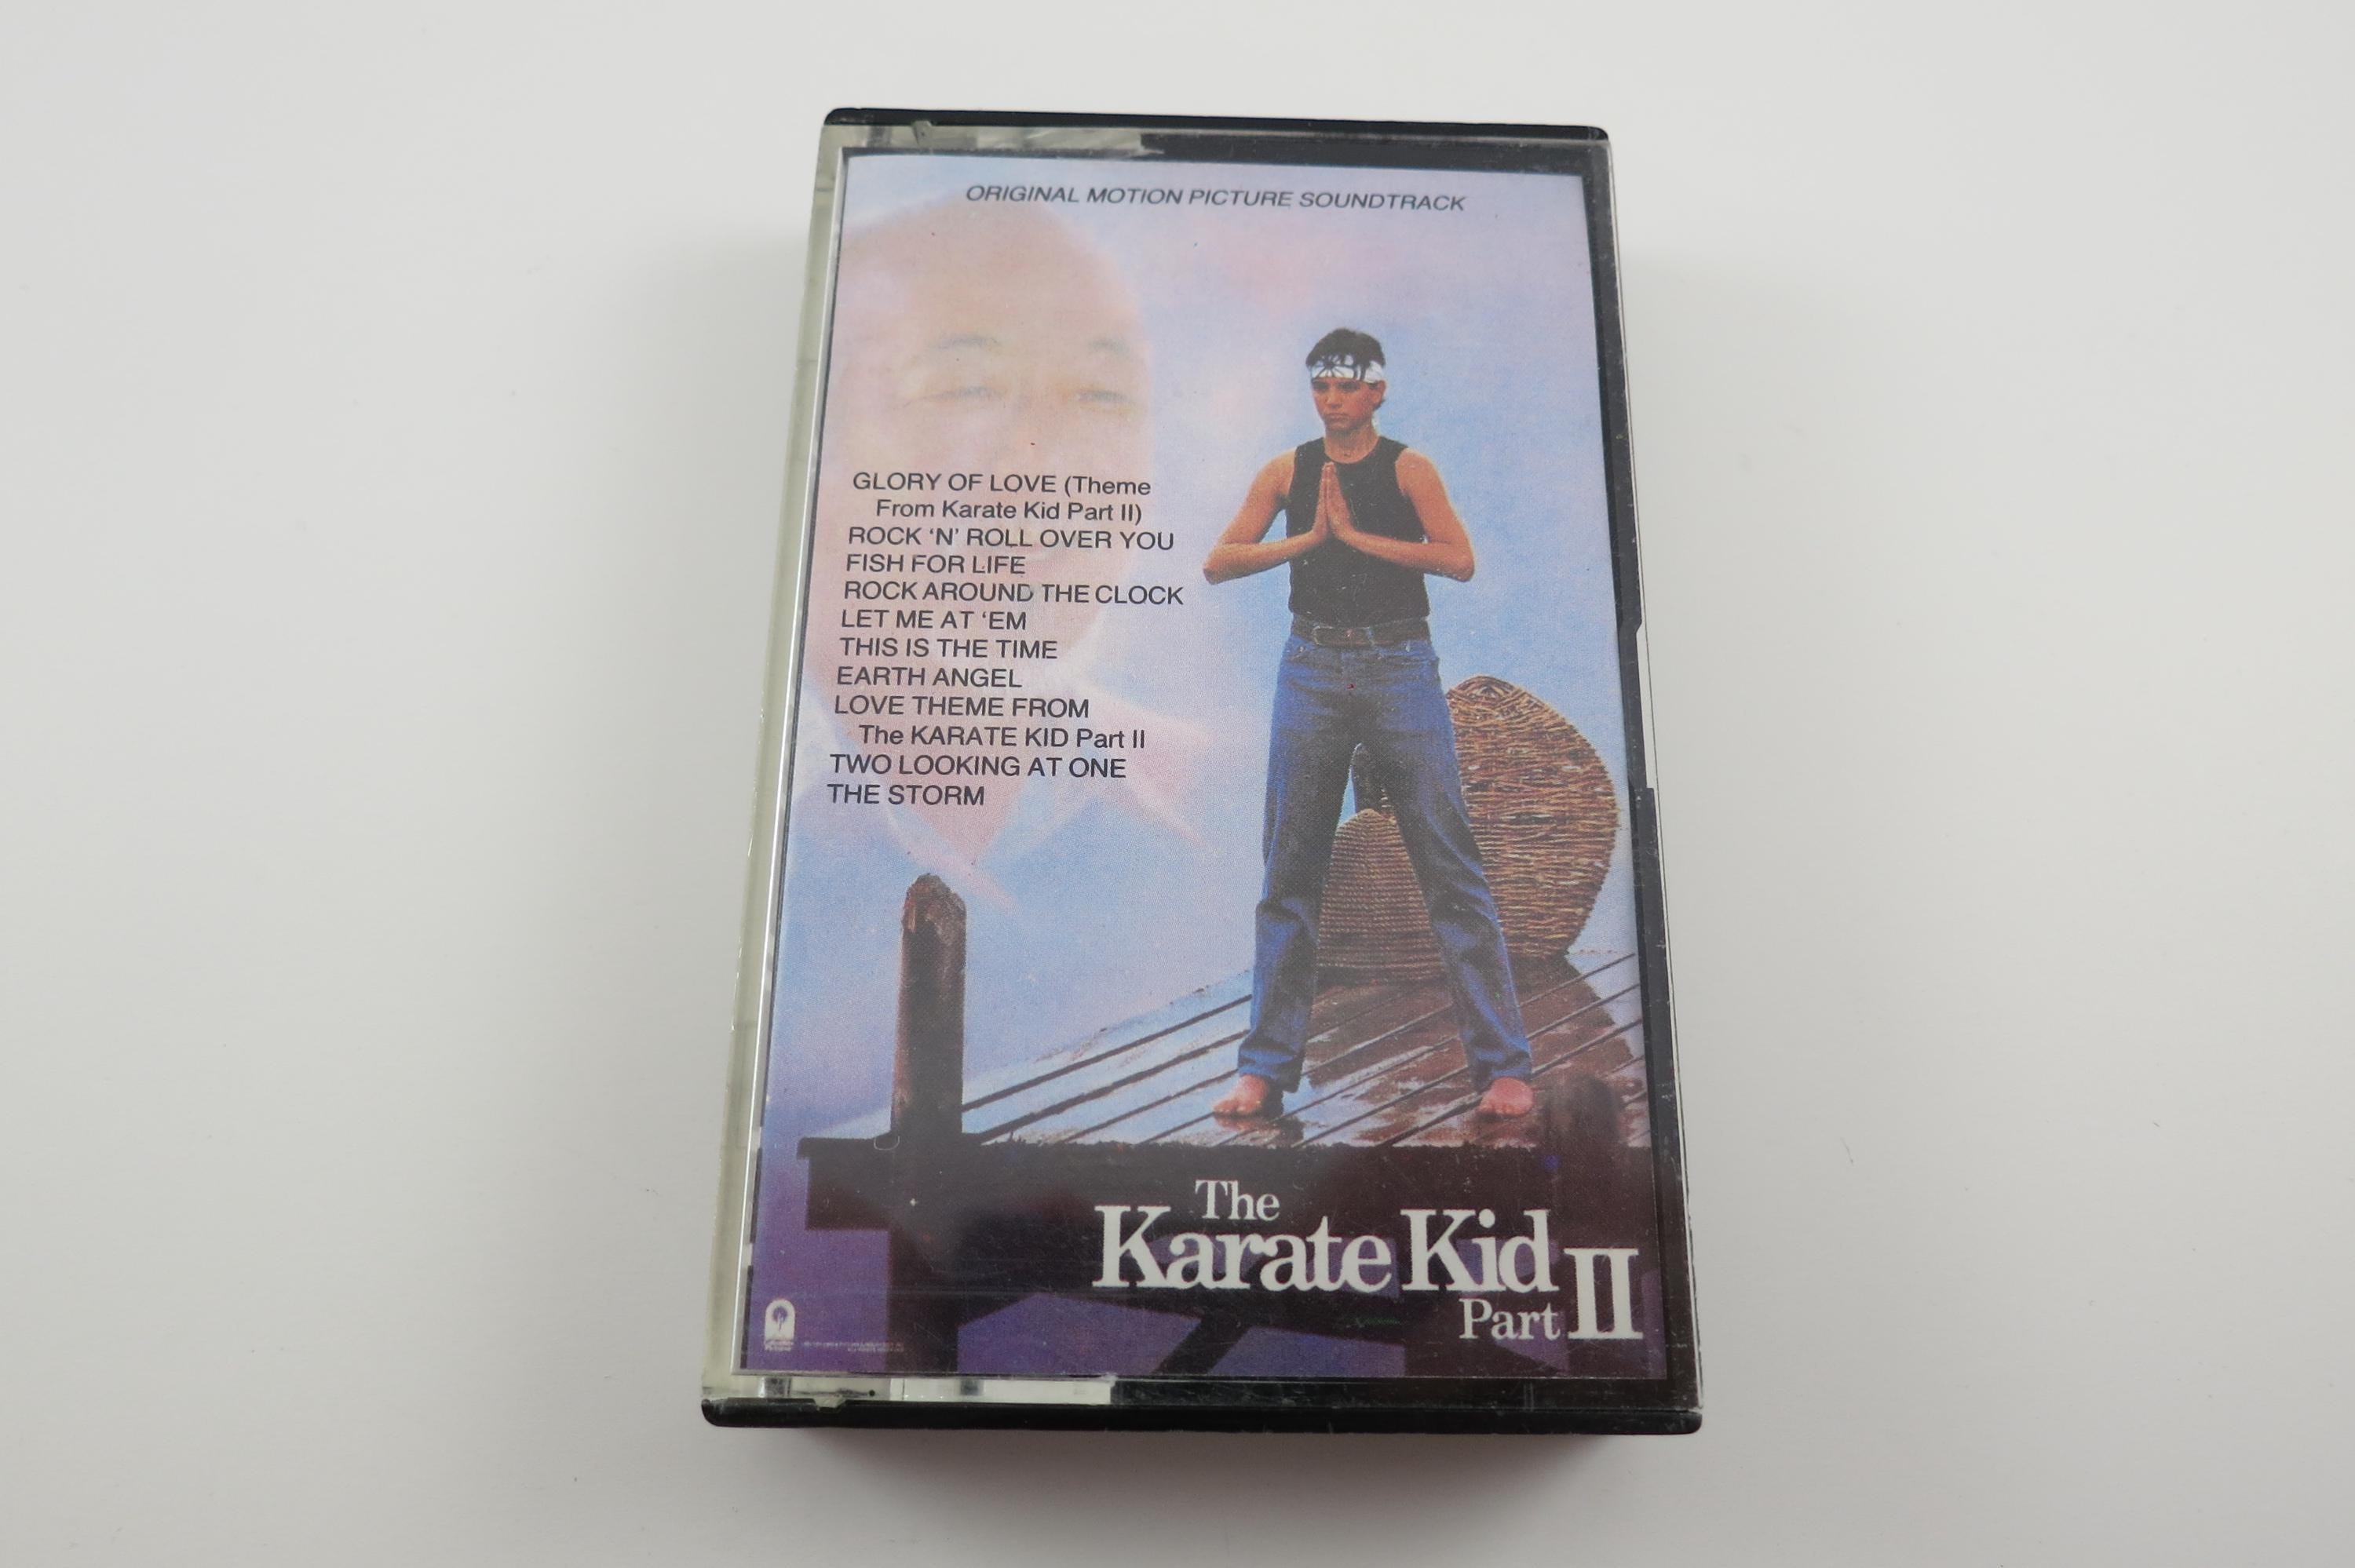 ORIGINAL MOTION PICTURE SOUNDTRACK
GLORY OF LOVE (Theme
From Karate Kid Part II)
ROCK ‘N’ ROLL OVER YOU
FISH FOR LIFE
ROCK AROUND THE CLOCK
LET ME AT ‘EM
THIS IS THE TIME
EARTH ANGEL
LOVE THEME FROM
The KARATE KID Part II
TWO LOOKING AT ONE
THE STORM
The
Karate Kid
Part II